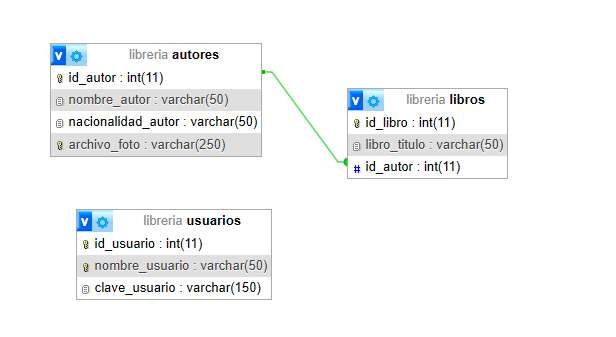 v libreria autores
id_autor : int(11)
nombre_autor : varchar(50)
nacionalidad_autor : varchar(50)
archivo_foto : varchar(250)
v libreria libros
id_libro : int(11)
libro_titulo : varchar(50)
# id_autor : int(11)
v libreria usuarios
id_usuario : int(11)
nombre_usuario : varchar(50)
clave_usuario : varchar(150)